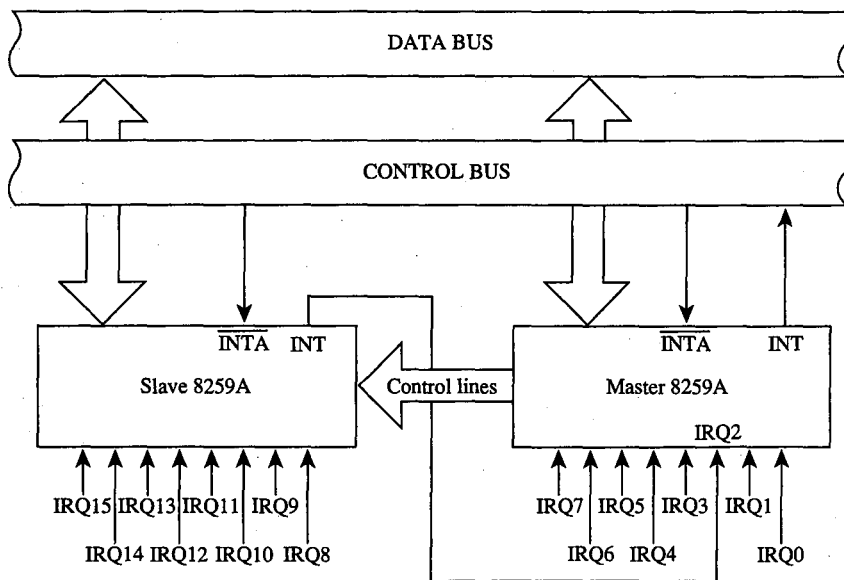 DATA BUS
CONTROL BUS
INTA INT
INTA INT
Slave 8259A
Control lines
Master 8259A
IRQ2
IRQ15 IRQ13 IRQ11 IRQ9
IRQ7 IRQ5 IRQ3 IRQ1
IRQ14 IRQ12 IRQ10 IRQ8
IRQ6 IRQ4 IRQ0